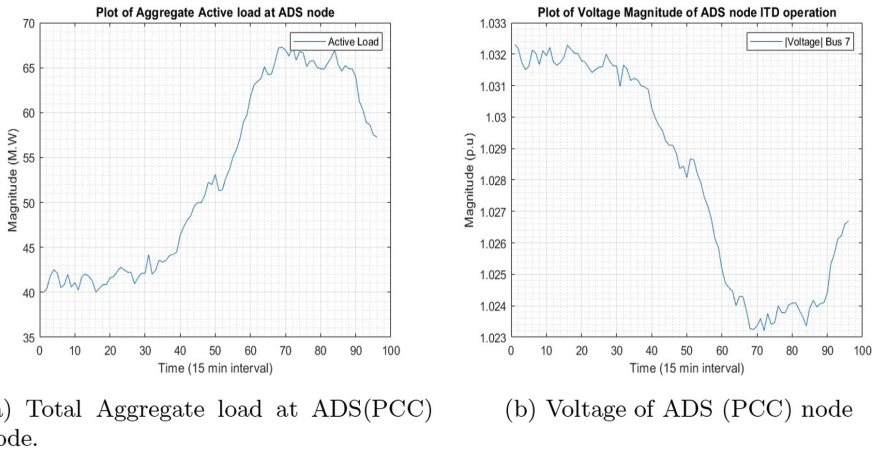 Plot of Aggregate Active load at ADS node
Active Load
Magnitude (M.W)
70
65
60
55
50
45
40
35
0 10 20 30 40 50 60 70 80 90 100
Time (15 min interval)
) Total Aggregate load at ADS(PCC)
ode.
Plot of Voltage Magnitude of ADS node ITD operation
|Voltage| Bus 7
Magnitude (p.u)
1.033
1.032
1.031
1.03
1.029
1.028
1.027
1.026
1.025
1.024
1.023
0 10 20 30 40 50 60 70 80 90 100
Time (15 min interval)
(b) Voltage of ADS (PCC) node